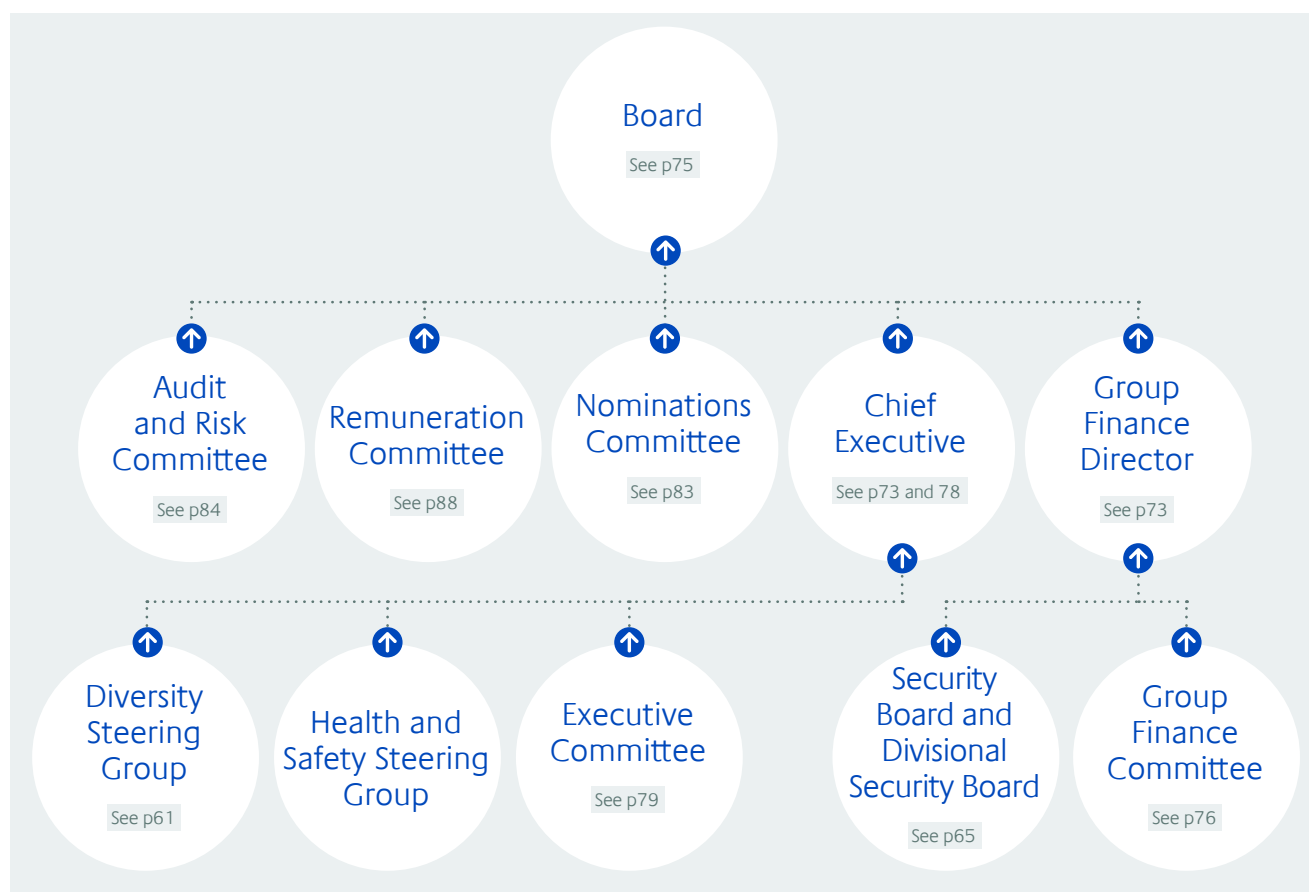 Board
See p75
Audit
and Risk
Committee
See p84
Remuneration
Committee
See p88
Nominations
Committee
See p83
Chief
Executive
See p73 and 78
Group
Finance
Director
See p73
Diversity
Steering
Group
See p61
Health and
Safety Steering
Group
Executive
Committee
See p79
Security
Board and
Divisional
Security Board
See p65
Group
Finance
Committee
See p76